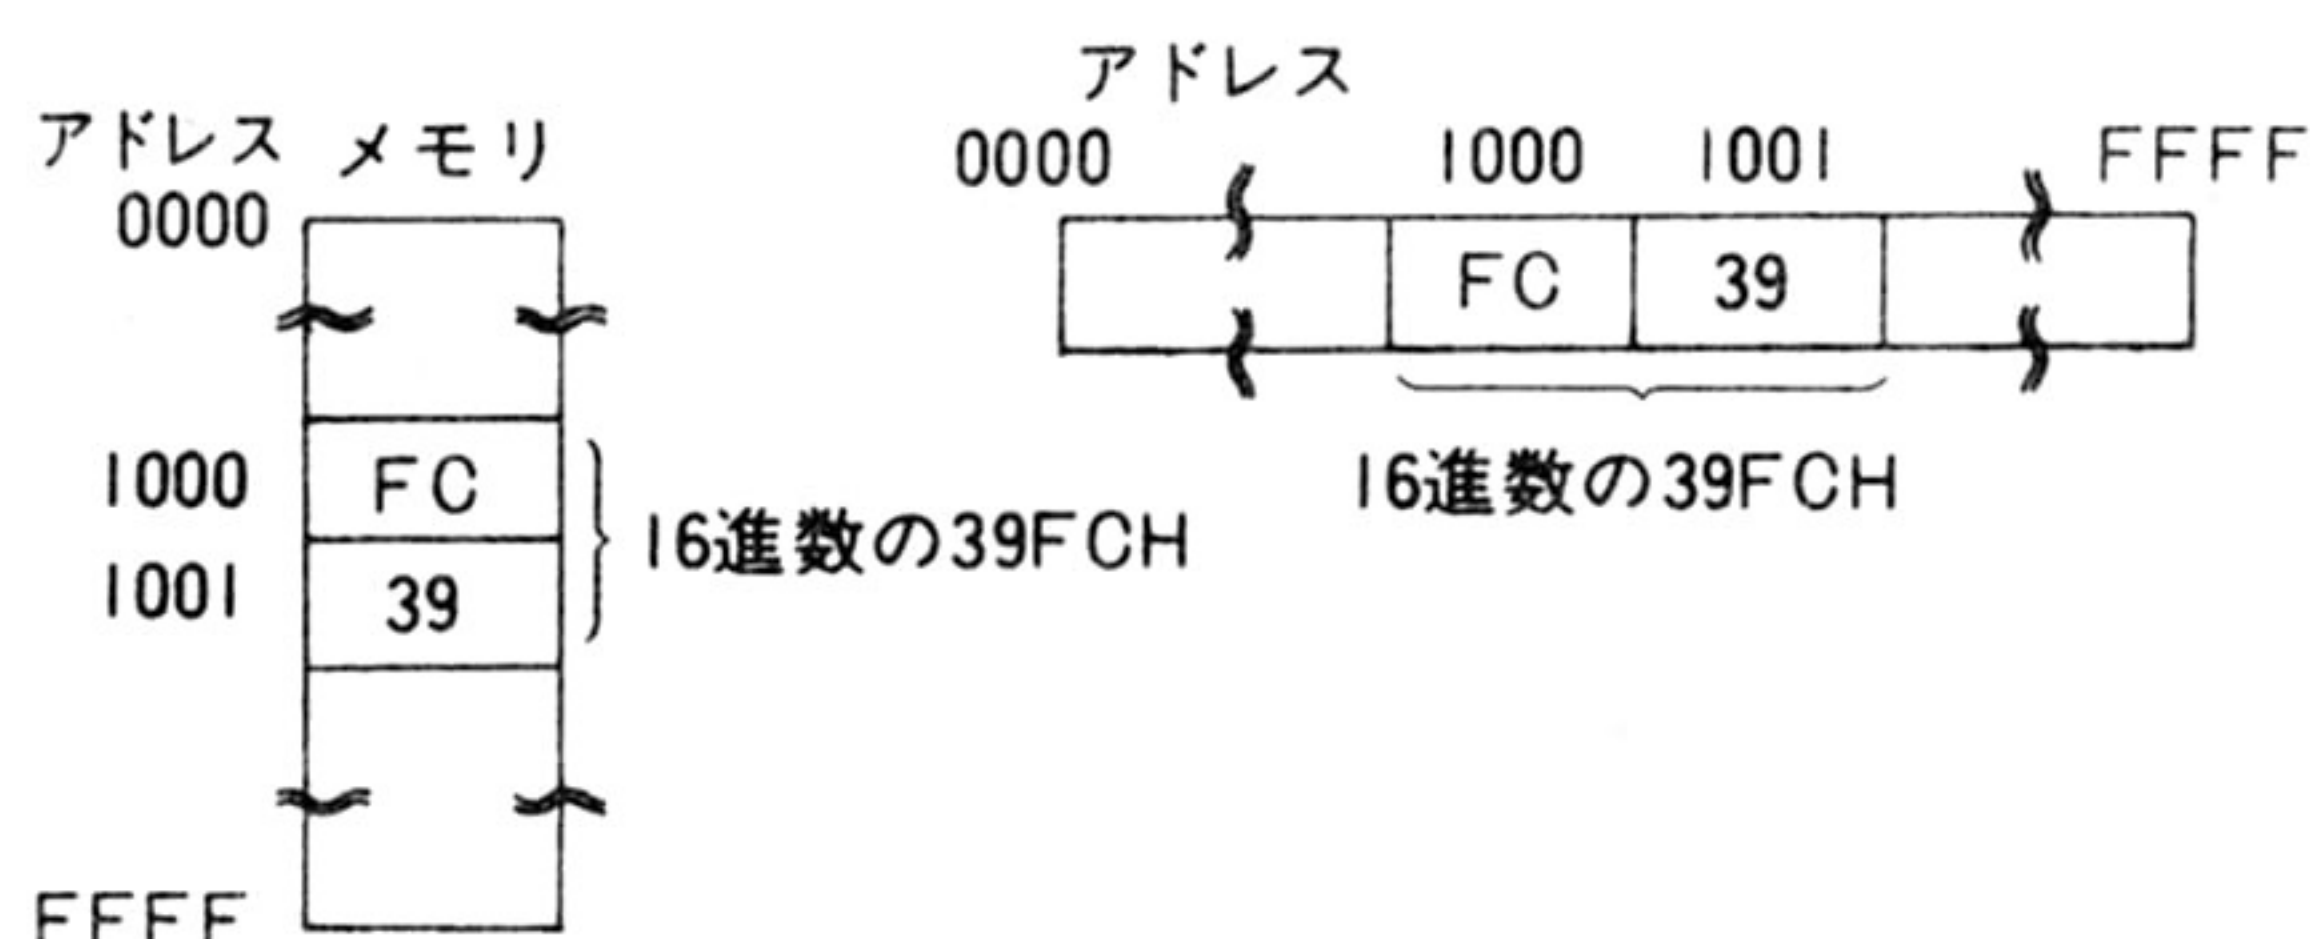 アドレス メモリ
0000
1000 FC
1001 39
16進数の39FCH
FFFF
アドレス
0000 1000 1001 FFFF
FC 39
16進数の39FCH